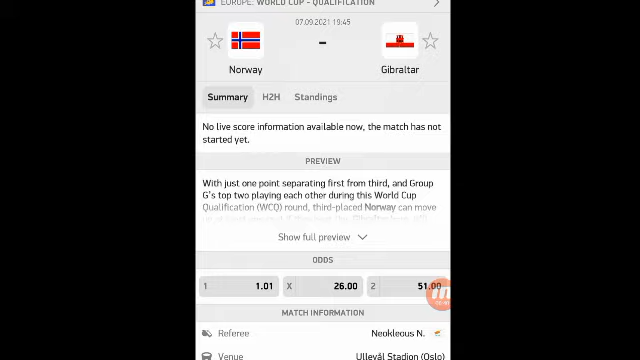 EUROPE: WORLD CUP - QUALIFICATION
07.09.2021 19:45
-
Norway
Gibraltar
Summary H2H Standings
No live score information available now, the match has not
started yet.
PREVIEW
With just one point separating first from third, and Group
G's top two playing each other during this World Cup
Qualification (WCQ) round, third-placed Norway can move
Show full preview
ODDS
1 1.01 X 26.00 2 51.00
MATCH INFORMATION
Referee Neokleous N.
Venue Ullevål Stadion (Oslo)